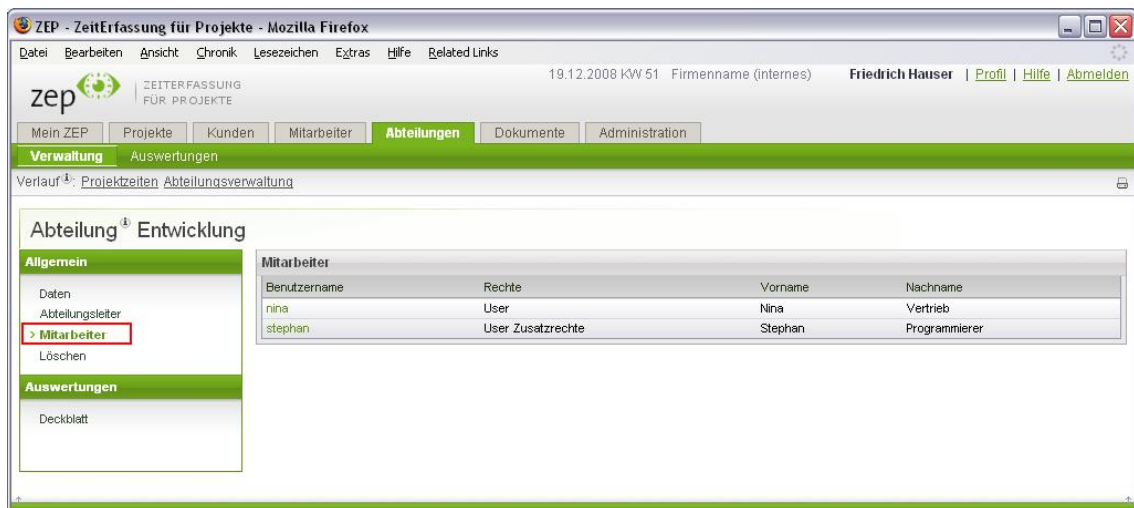 ZEP - ZeitErfassung für Projekte - Mozilla Firefox
Datei Bearbeiten Ansicht Chronik Lesezeichen Extras Hilfe Related Links
19.12.2008 KW 51 Firmenname (internes) Friedrich Hauser | Profil | Hilfe | Abmelden
zep ZEITERFASSUNG
FÜR PROJEKTE
Mein ZEP Projekte Kunden Mitarbeiter Abteilungen Dokumente Administration
Verwaltung Auswertungen
Verlauf: Projektzeiten Abteilungsverwaltung
Abteilung Entwicklung
Allgemein
Daten
Abteilungsleiter
> Mitarbeiter
Löschen
Auswertungen
Deckblatt
Mitarbeiter
Benutzername Rechte Vorname Nachname
nina User Nina Vertrieb
stephan User Zusatzrechte Stephan Programmierer